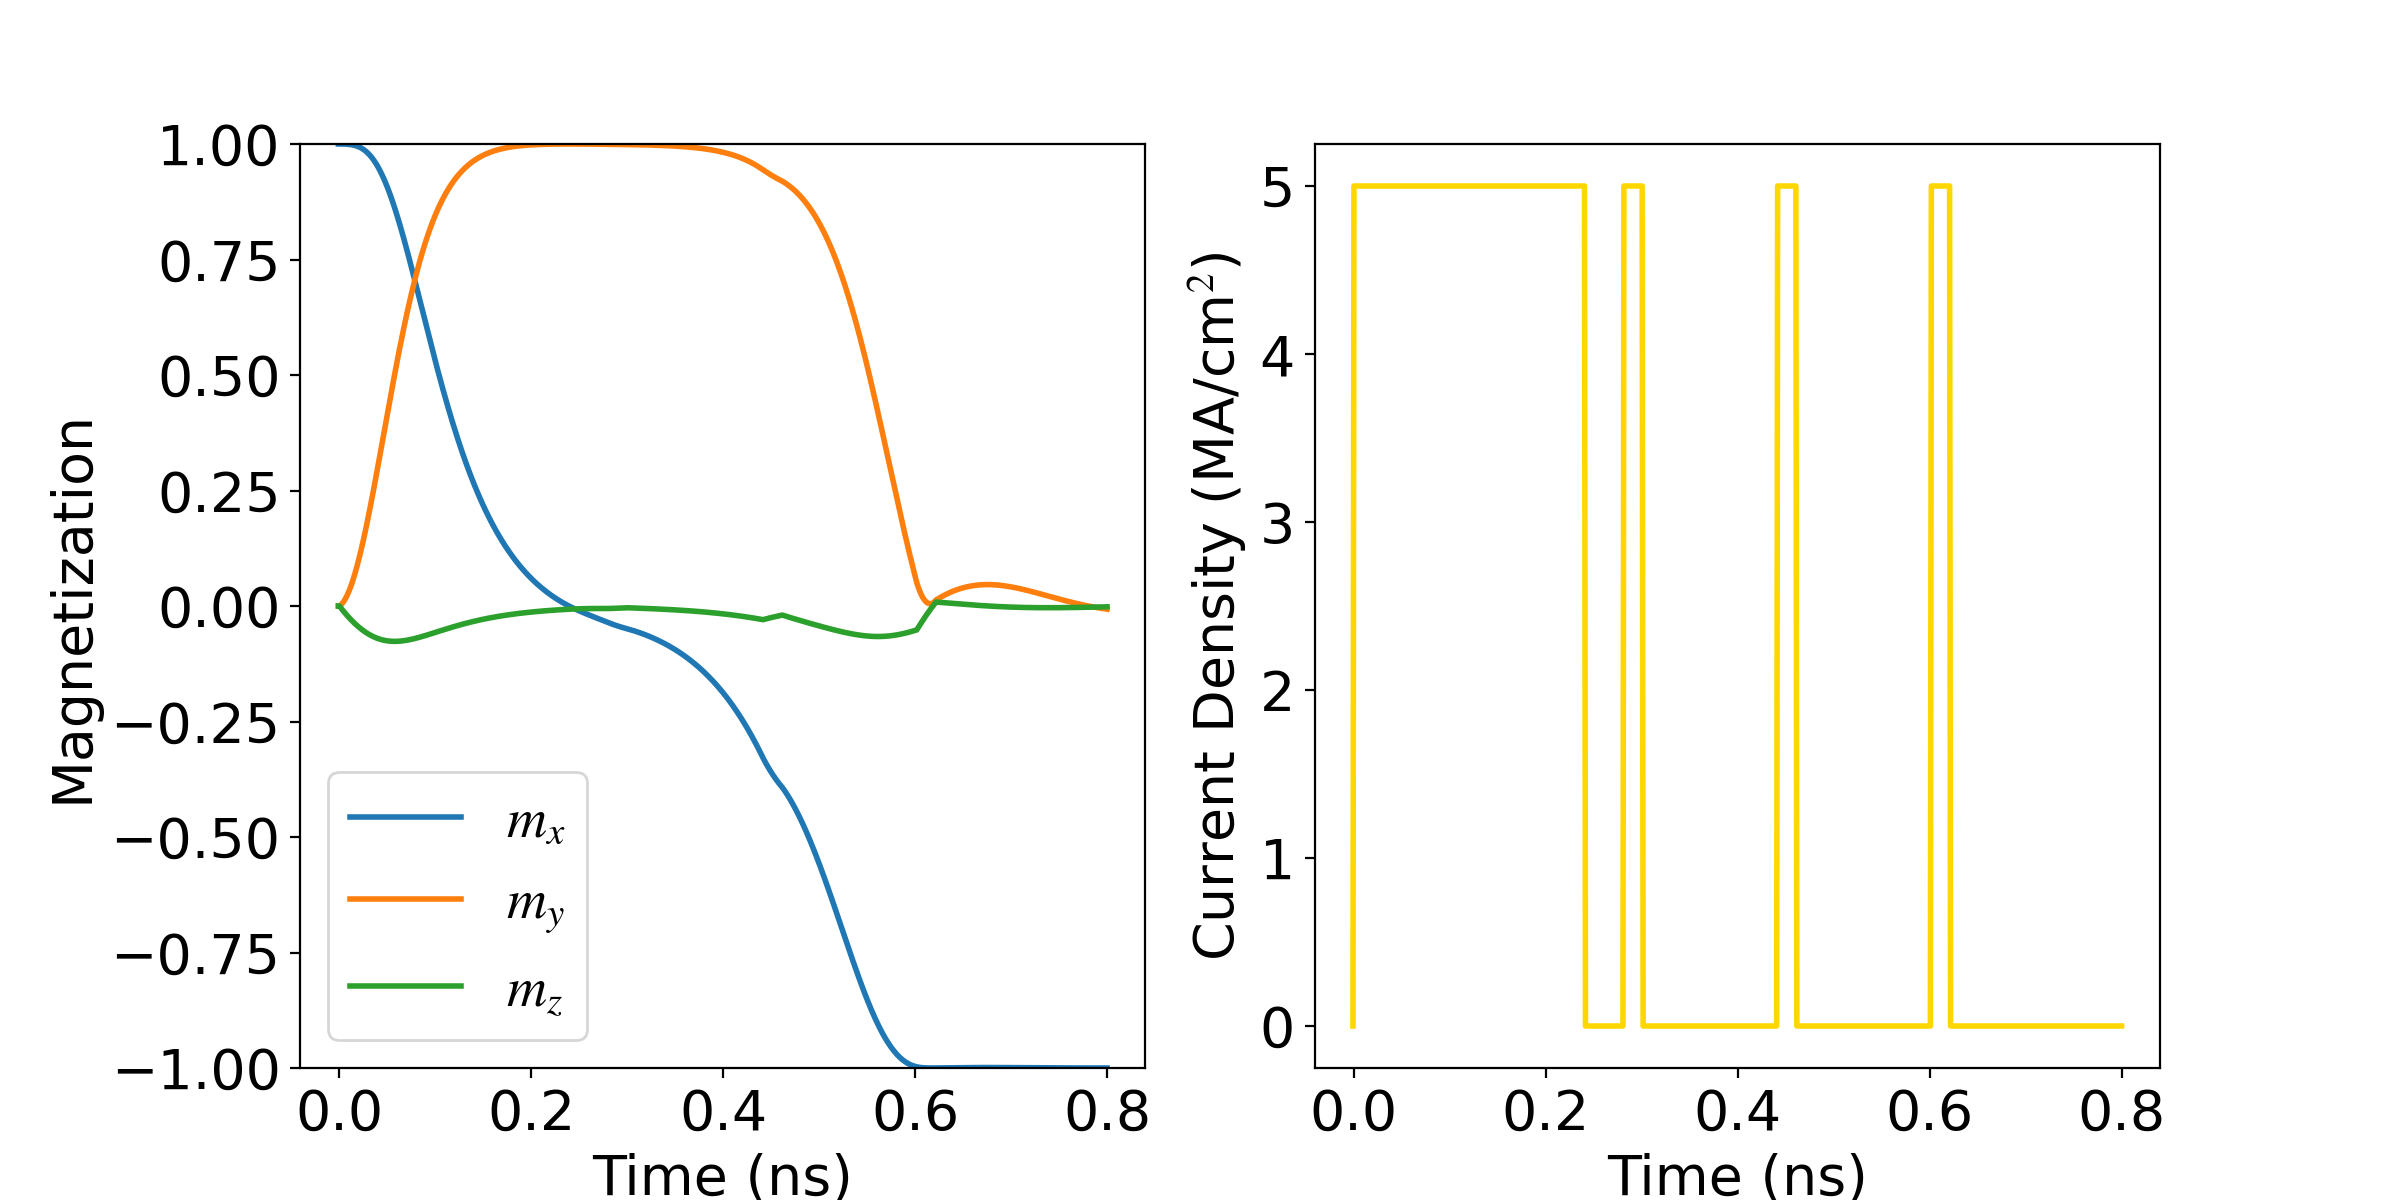 1.00
0.75
0.50
0.25
0.00
−0.25
−0.50
−0.75
−1.00
Magnetization
m_x
m_y
m_z
0.0 0.2 0.4 0.6 0.8
Time (ns)
5
4
3
2
1
0
Current Density (MA/cm²)
0.0 0.2 0.4 0.6 0.8
Time (ns)